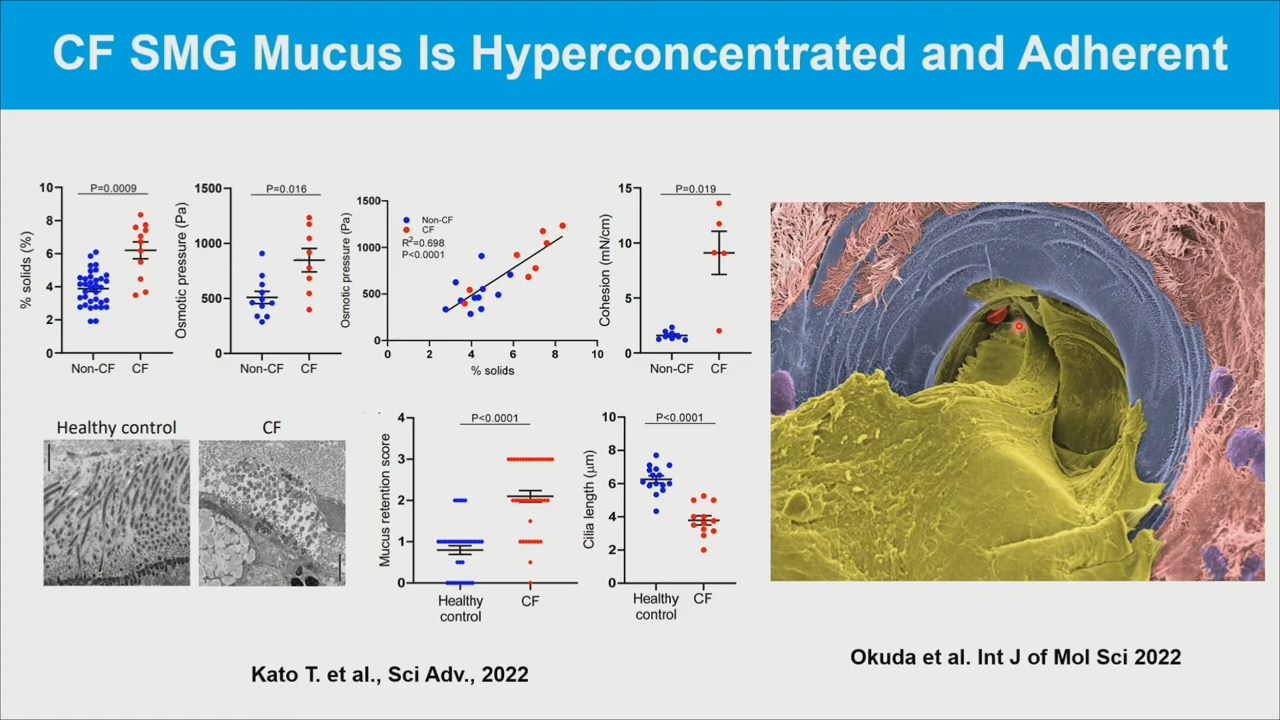 CF SMG Mucus Is Hyperconcentrated and Adherent
P=0.0009
% solids (%)
10
8
6
4
2
0
Non-CF CF
P=0.016
Osmotic pressure (Pa)
1500
1000
500
0
Non-CF CF
Osmotic pressure (Pa)
1500
1000
500
0
Non-CF
CF
R2=0.698
P<0.0001
0 2 4 6 8 10
% solids
P=0.019
Cohesion (mN/cm)
15
10
5
0
Non-CF CF
Healthy control
CF
P<0.0001
Mucus retention score
4
3
2
1
0
Healthy
control
CF
P<0.0001
Cilia length (μm)
10
8
6
4
2
0
Healthy
control
CF
Kato T. et al., Sci Adv., 2022
Okuda et al. Int J of Mol Sci 2022